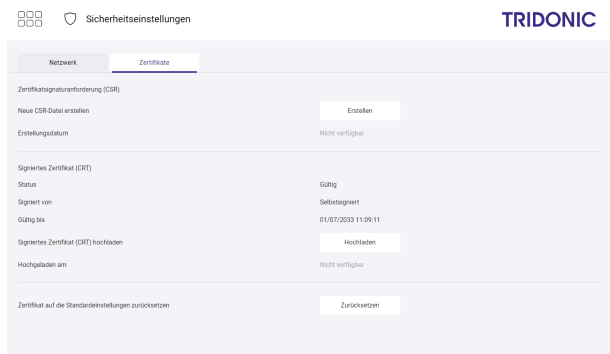 Sicherheitseinstellungen
TRIDONIC
Netzwerk Zertifikate
Zertifikatsignaturanforderung (CSR)
Neue CSR-Datei erstellen Erstellen
Erstellungsdatum Nicht verfügbar
Signiertes Zertifikat (CRT)
Status Gültig
Signiert von Selbstsigniert
Gültig bis 01/07/2033 11:09:11
Signiertes Zertifikat (CRT) hochladen Hochladen
Hochgeladen am Nicht verfügbar
Zertifikat auf die Standardeinstellungen zurücksetzen Zurücksetzen